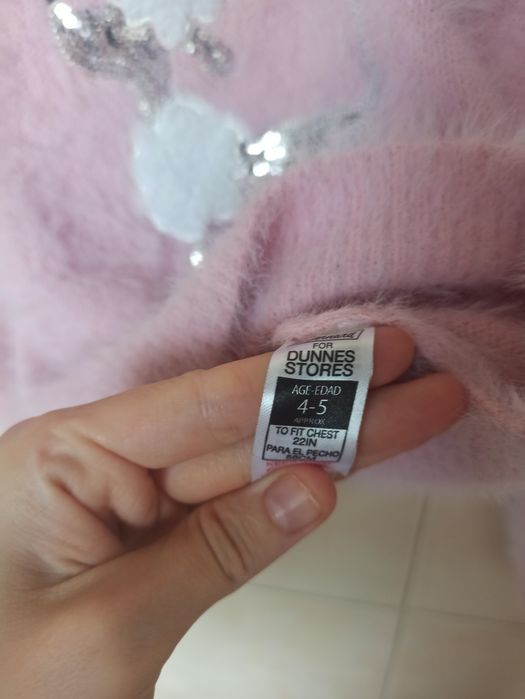 FOR
DUNNES
STORES
AGE-EDAD
4-5
APPROX
TO FIT CHEST
22IN
PARA EL PECHO